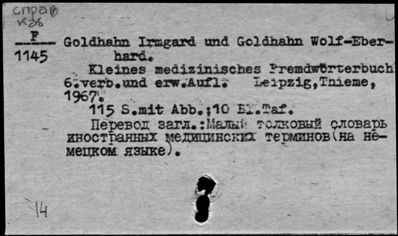 справ
каб
F
1145
Goldhahn Irmgard und Goldhahn Wolf-Eber-
hard.
Kleines medizinisches Fremdwörterbuch
6.verb.und erw.Aufl. Leipzig,Thieme,
1967.
115 S.mit Abb.;10 Bl.Taf.
Перевод загл.:Малый толковый словарь
иностранных медицинских терминов(на не-
мецком языке).
14